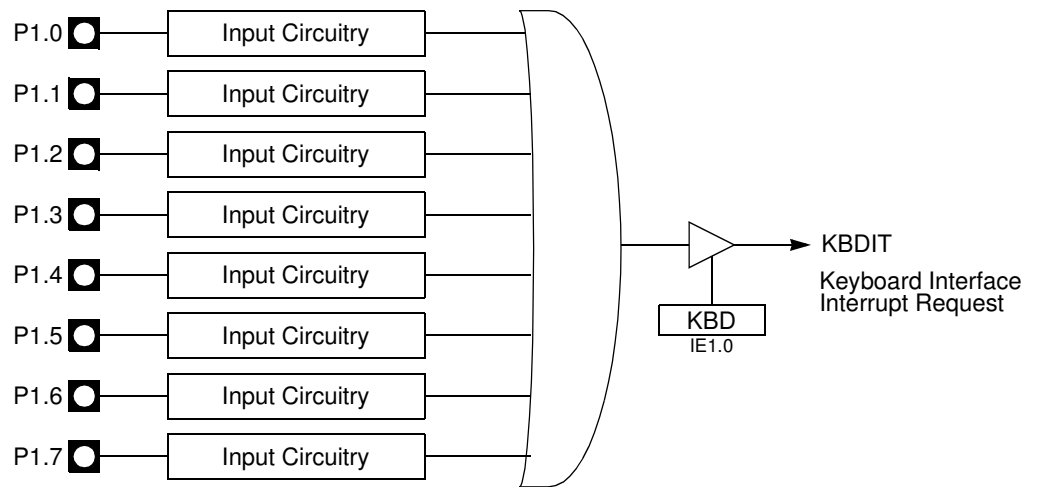 P1.0 Input Circuitry
P1.1 Input Circuitry
P1.2 Input Circuitry
P1.3 Input Circuitry
KBDIT
P1.4 Input Circuitry
Keyboard Interface
Interrupt Request
KBD
IE1.0
P1.5 Input Circuitry
P1.6 Input Circuitry
P1.7 Input Circuitry